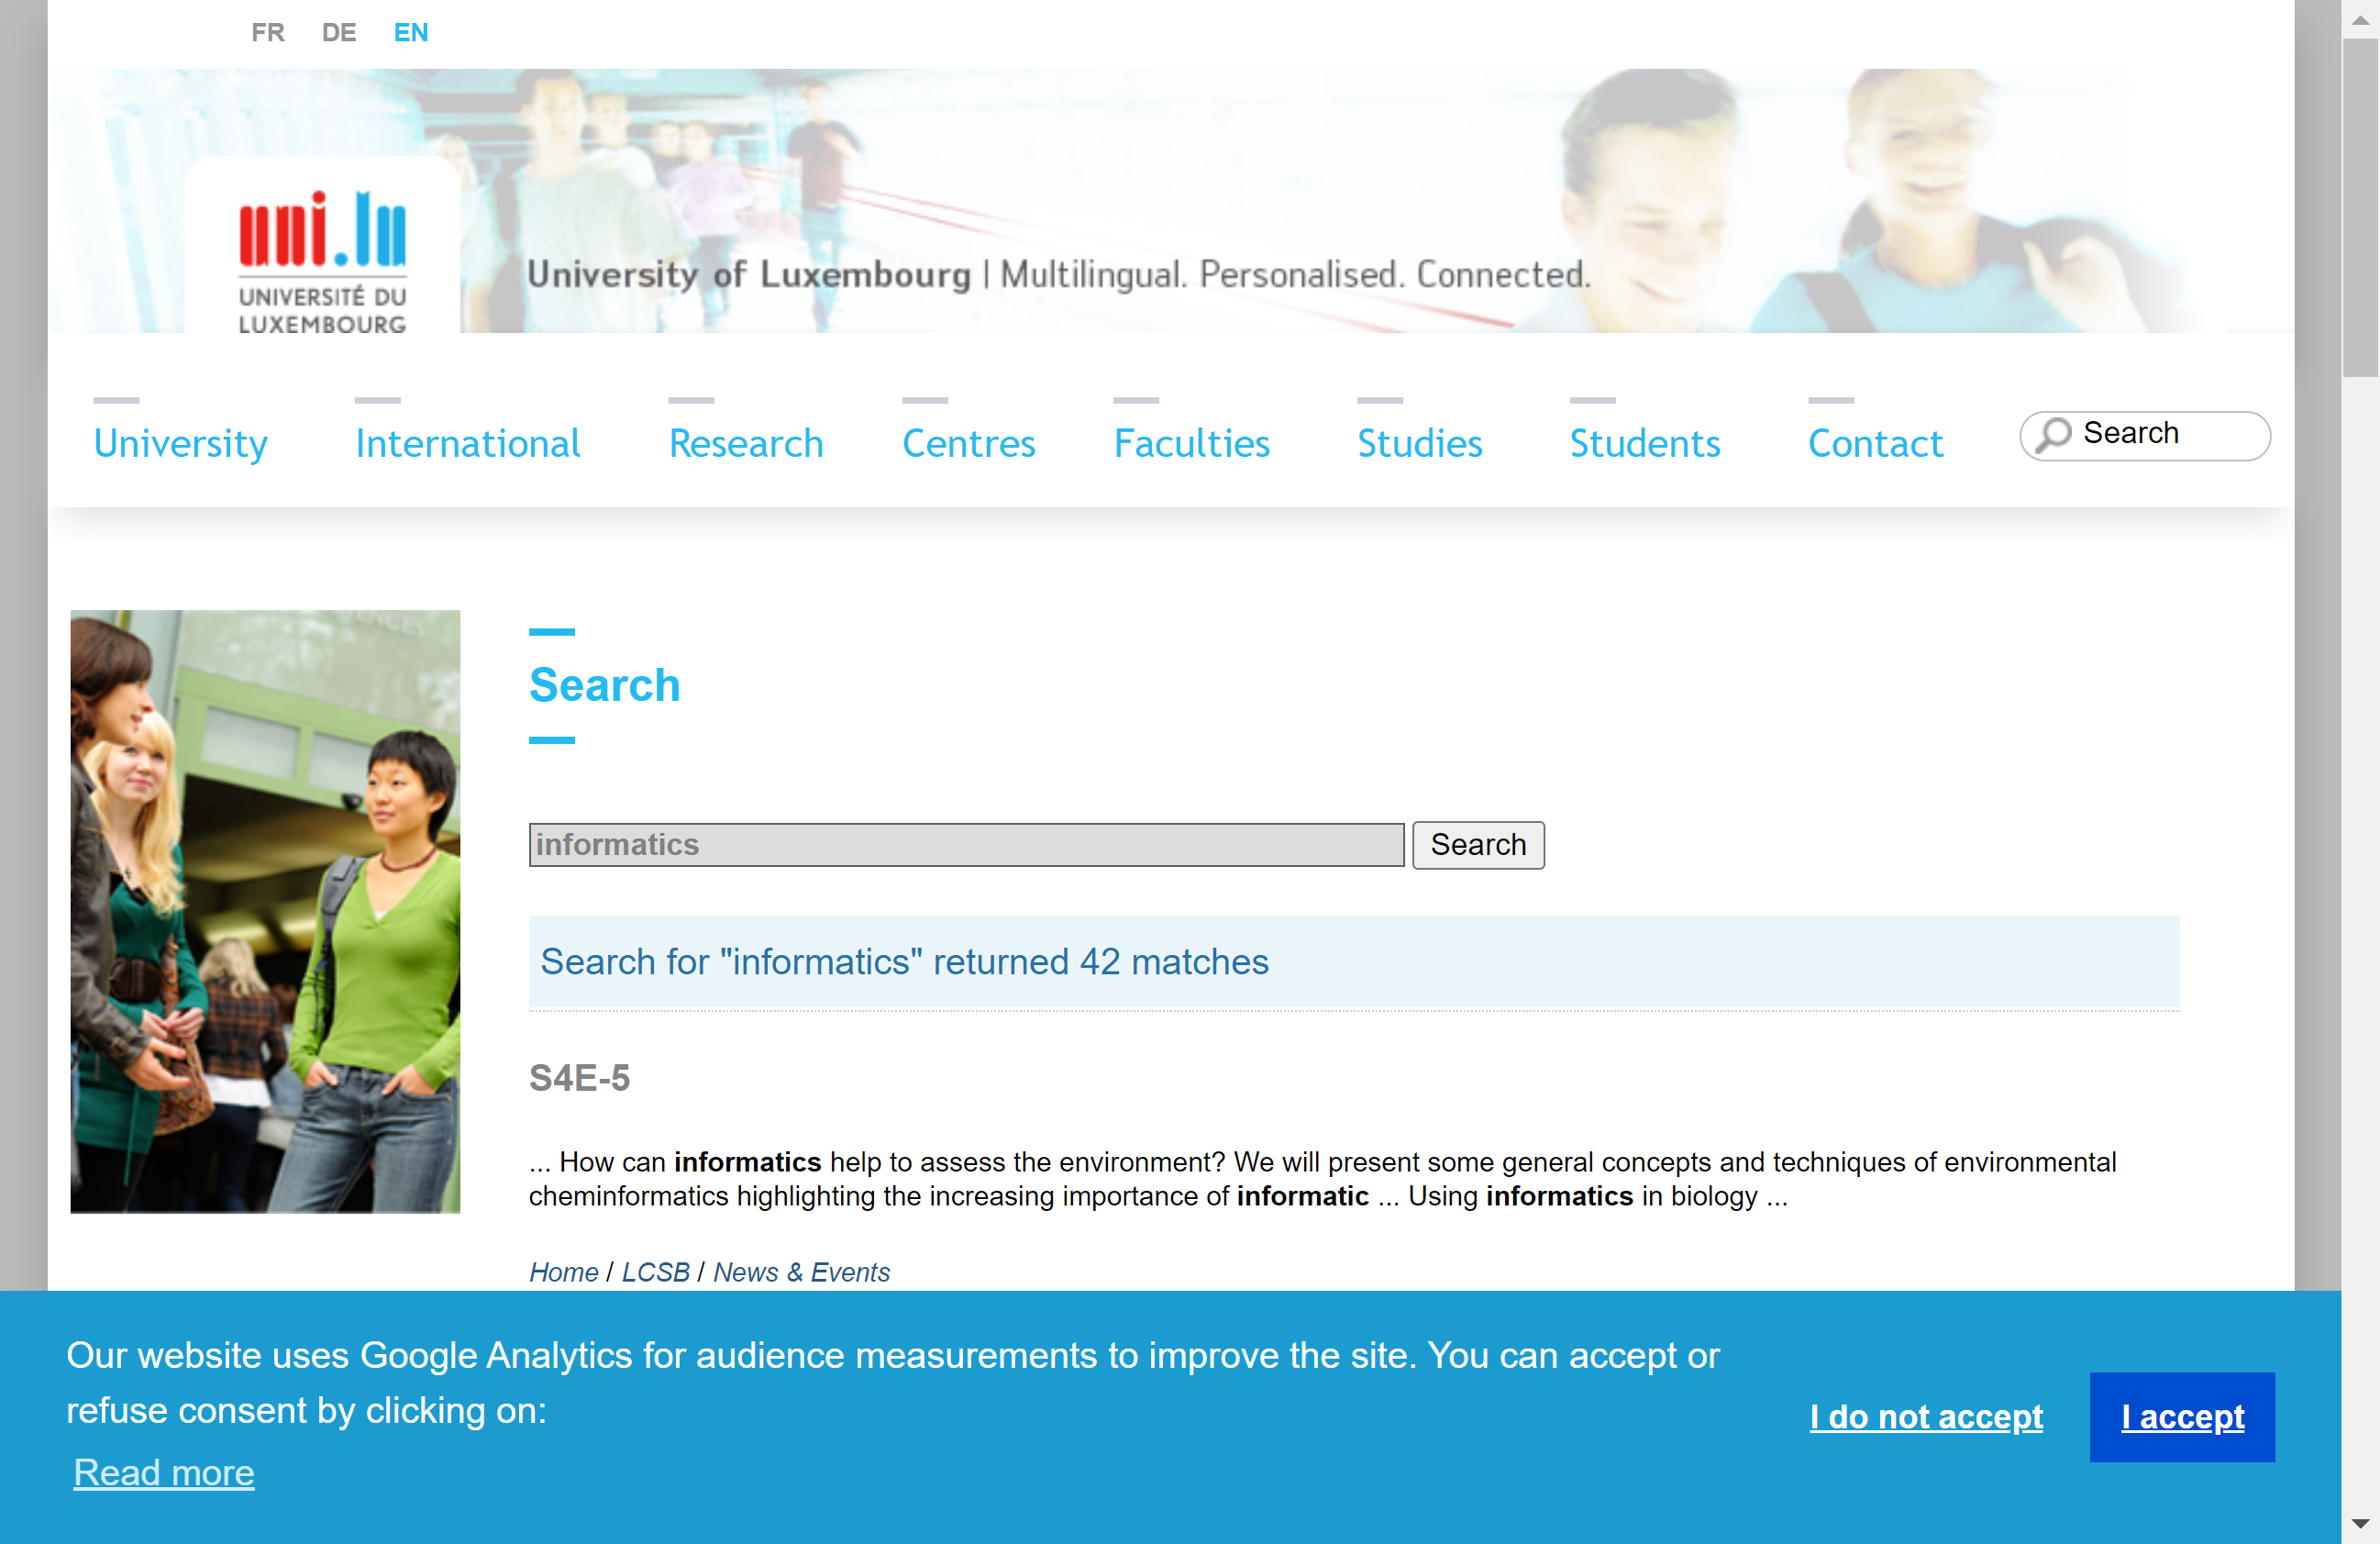 FR DE EN
uni.lu
UNIVERSITÉ DU
LUXEMBOURG
University of Luxembourg | Multilingual. Personalised. Connected.
University International Research Centres Faculties Studies Students Contact Search
Search
informatics Search
Search for "informatics" returned 42 matches
S4E-5
... How can informatics help to assess the environment? We will present some general concepts and techniques of environmental
cheminformatics highlighting the increasing importance of informatic ... Using informatics in biology ...
Home / LCSB / News & Events
Our website uses Google Analytics for audience measurements to improve the site. You can accept or
refuse consent by clicking on:
Read more
I do not accept I accept